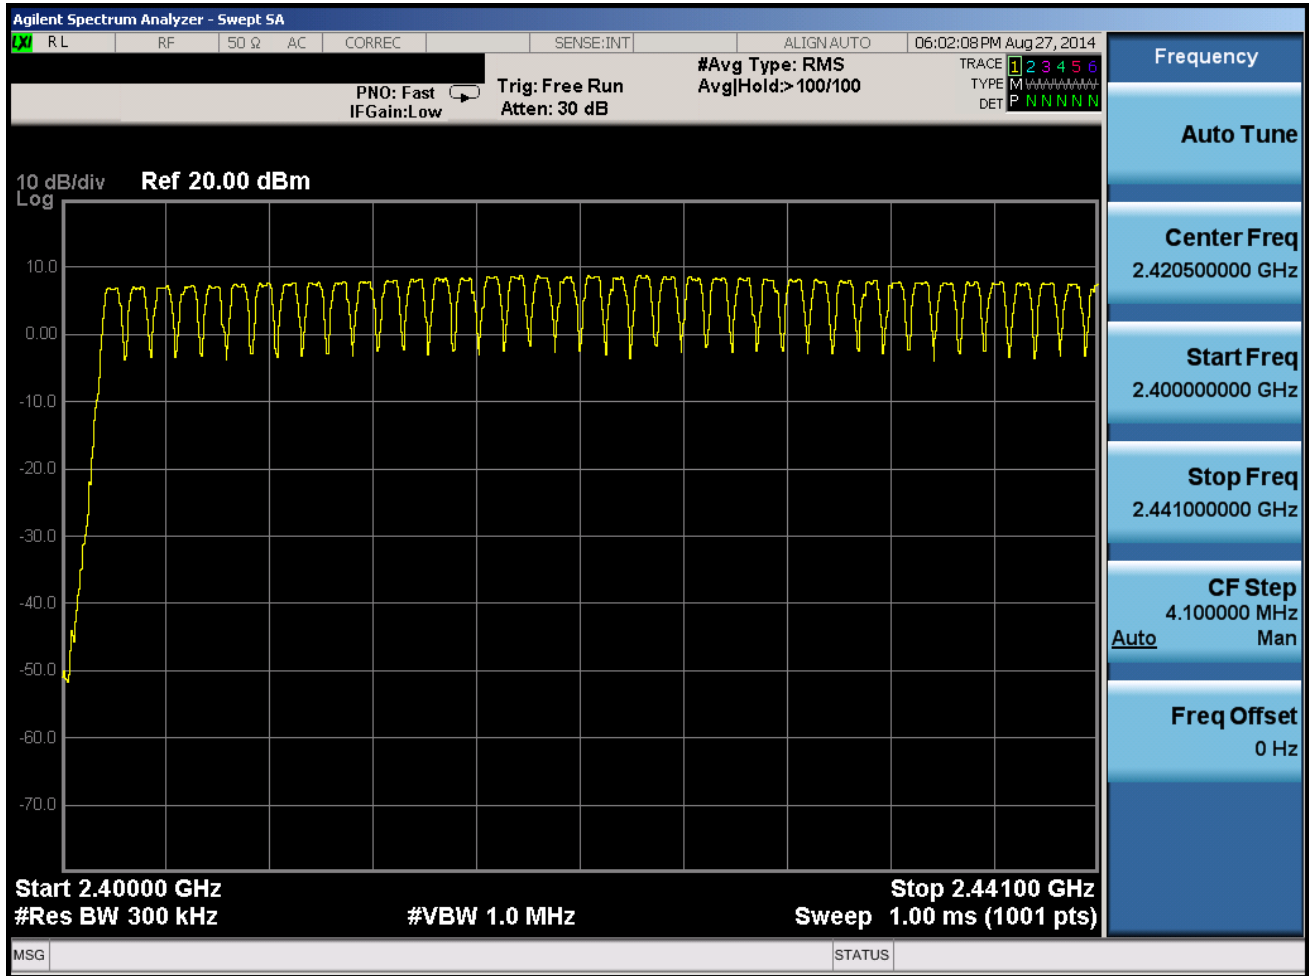 Agilent Spectrum Analyzer - Swept SA
LXI RL RF 50 Ω AC CORREC SENSE:INT ALIGN AUTO 06:02:08 PM Aug 27, 2014
#Avg Type: RMS TRACE 1 2 3 4 5 6
PNO: Fast Trig: Free Run Avg|Hold:>100/100 TYPE M W W W W W
IFGain:Low Atten: 30 dB DET P N N N N N
10 dB/div Ref 20.00 dBm
Log
10.0
0.00
-10.0
-20.0
-30.0
-40.0
-50.0
-60.0
-70.0
Start 2.40000 GHz Stop 2.44100 GHz
#Res BW 300 kHz #VBW 1.0 MHz Sweep 1.00 ms (1001 pts)
MSG STATUS
Frequency
Auto Tune
Center Freq
2.420500000 GHz
Start Freq
2.400000000 GHz
Stop Freq
2.441000000 GHz
CF Step
4.100000 MHz
Auto Man
Freq Offset
0 Hz